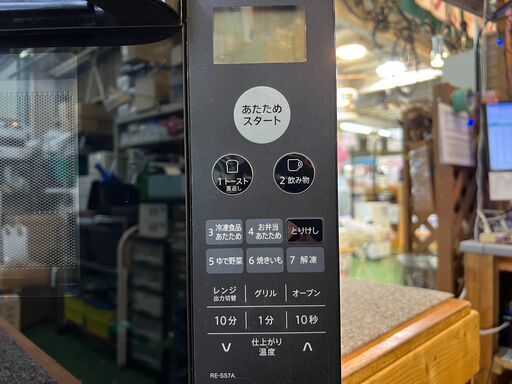 あたため
スタート
1 トースト
裏返し
2 飲み物
3 冷凍食品
あたため
4 お弁当
あたため
とりけし
5 ゆで野菜
6 焼きいも
7 解凍
レンジ
出力切替
グリル
オーブン
10分
1分
10秒
仕上がり
温度
RE-SS7A